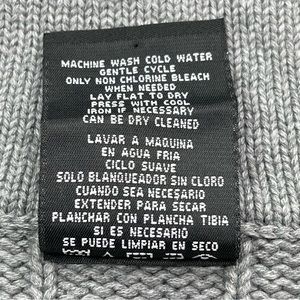 MACHINE WASH COLD WATER
GENTLE CYCLE
ONLY NON CHLORINE BLEACH
WHEN NEEDED
LAY FLAT TO DRY
PRESS WITH COOL
IRON IF NECESSARY
CAN BE DRY CLEANED
LAVAR A MAQUINA
EN AGUA FRIA
CICLO SUAVE
SOLO BLANQUEADOR SIN CLORO
CUANDO SEA NECESARIO
EXTENDER PARA SECAR
PLANCHAR CON PLANCHA TIBIA
SI ES NECESARIO
SE PUEDE LIMPIAR EN SECO